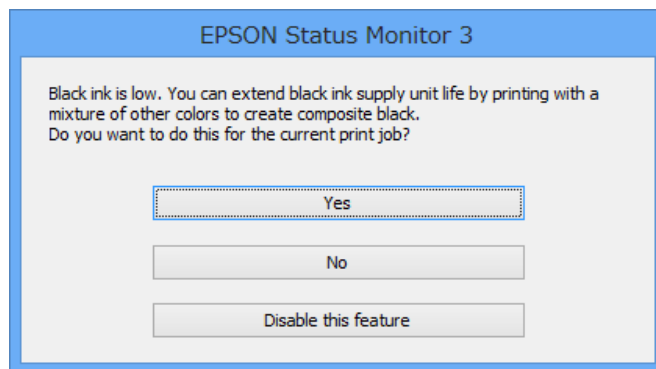 EPSON Status Monitor 3
Black ink is low. You can extend black ink supply unit life by printing with a
mixture of other colors to create composite black.
Do you want to do this for the current print job?
Yes
No
Disable this feature